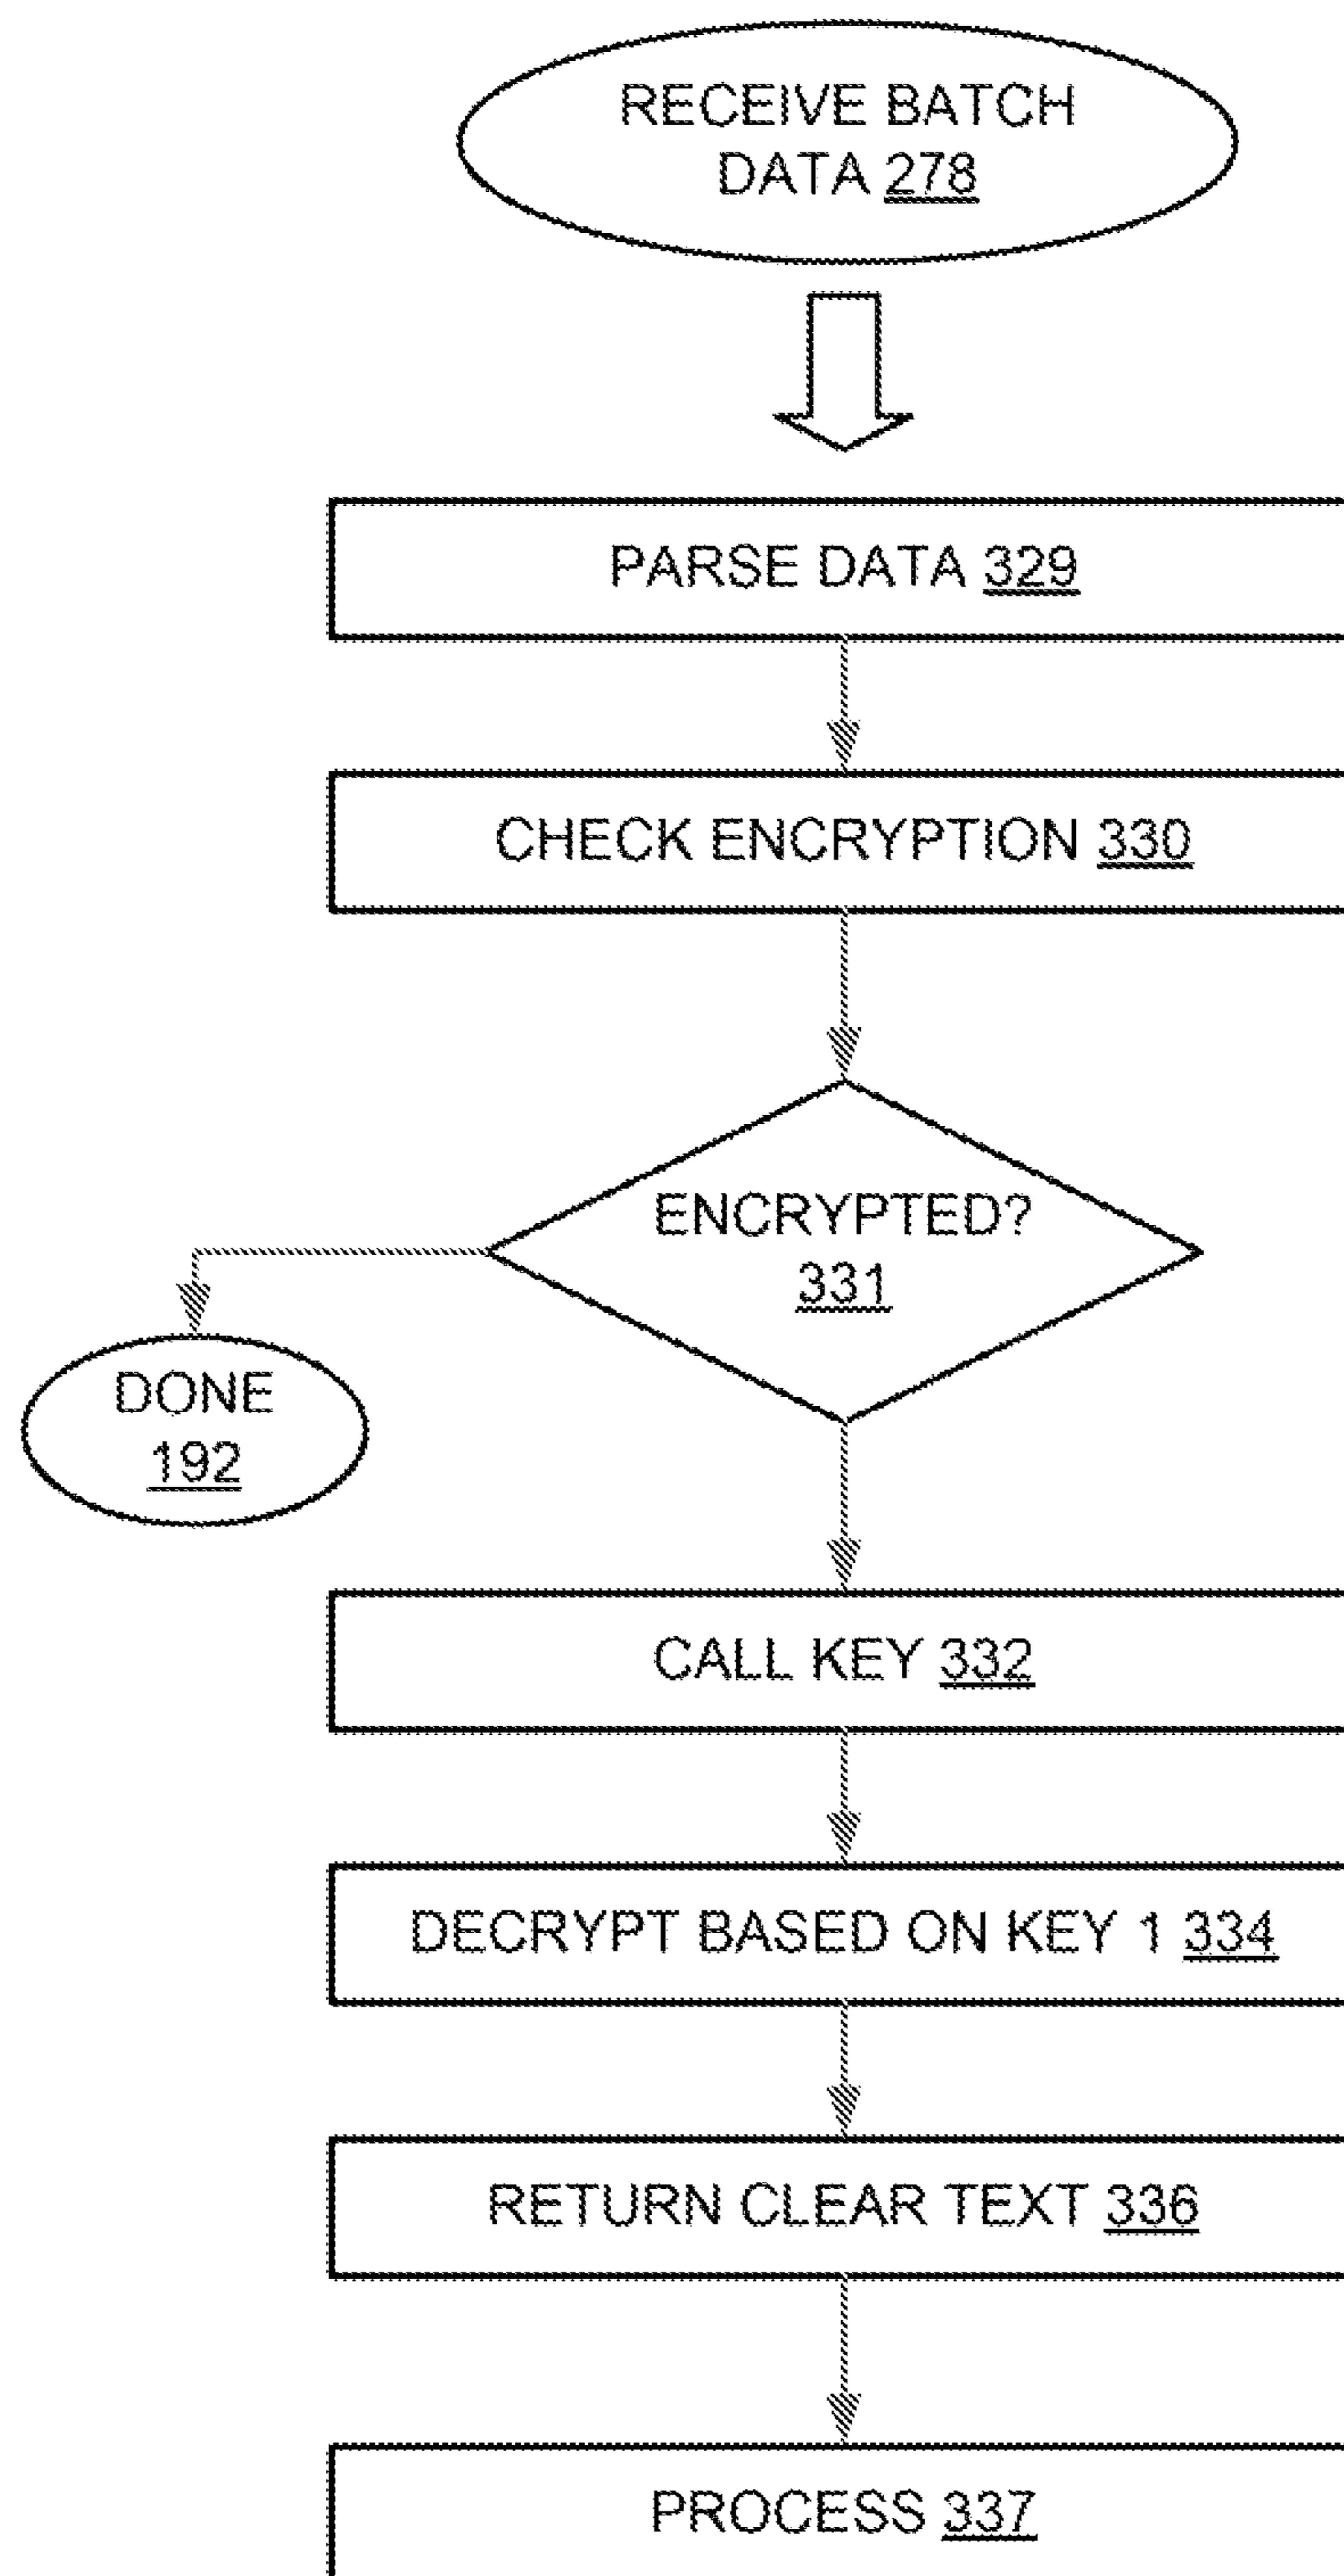 RECEIVE BATCH
DATA 278
PARSE DATA 329
CHECK ENCRYPTION 330
ENCRYPTED?
331
DONE
192
CALL KEY 332
DECRYPT BASED ON KEY 1 334
RETURN CLEAR TEXT 336
PROCESS 337